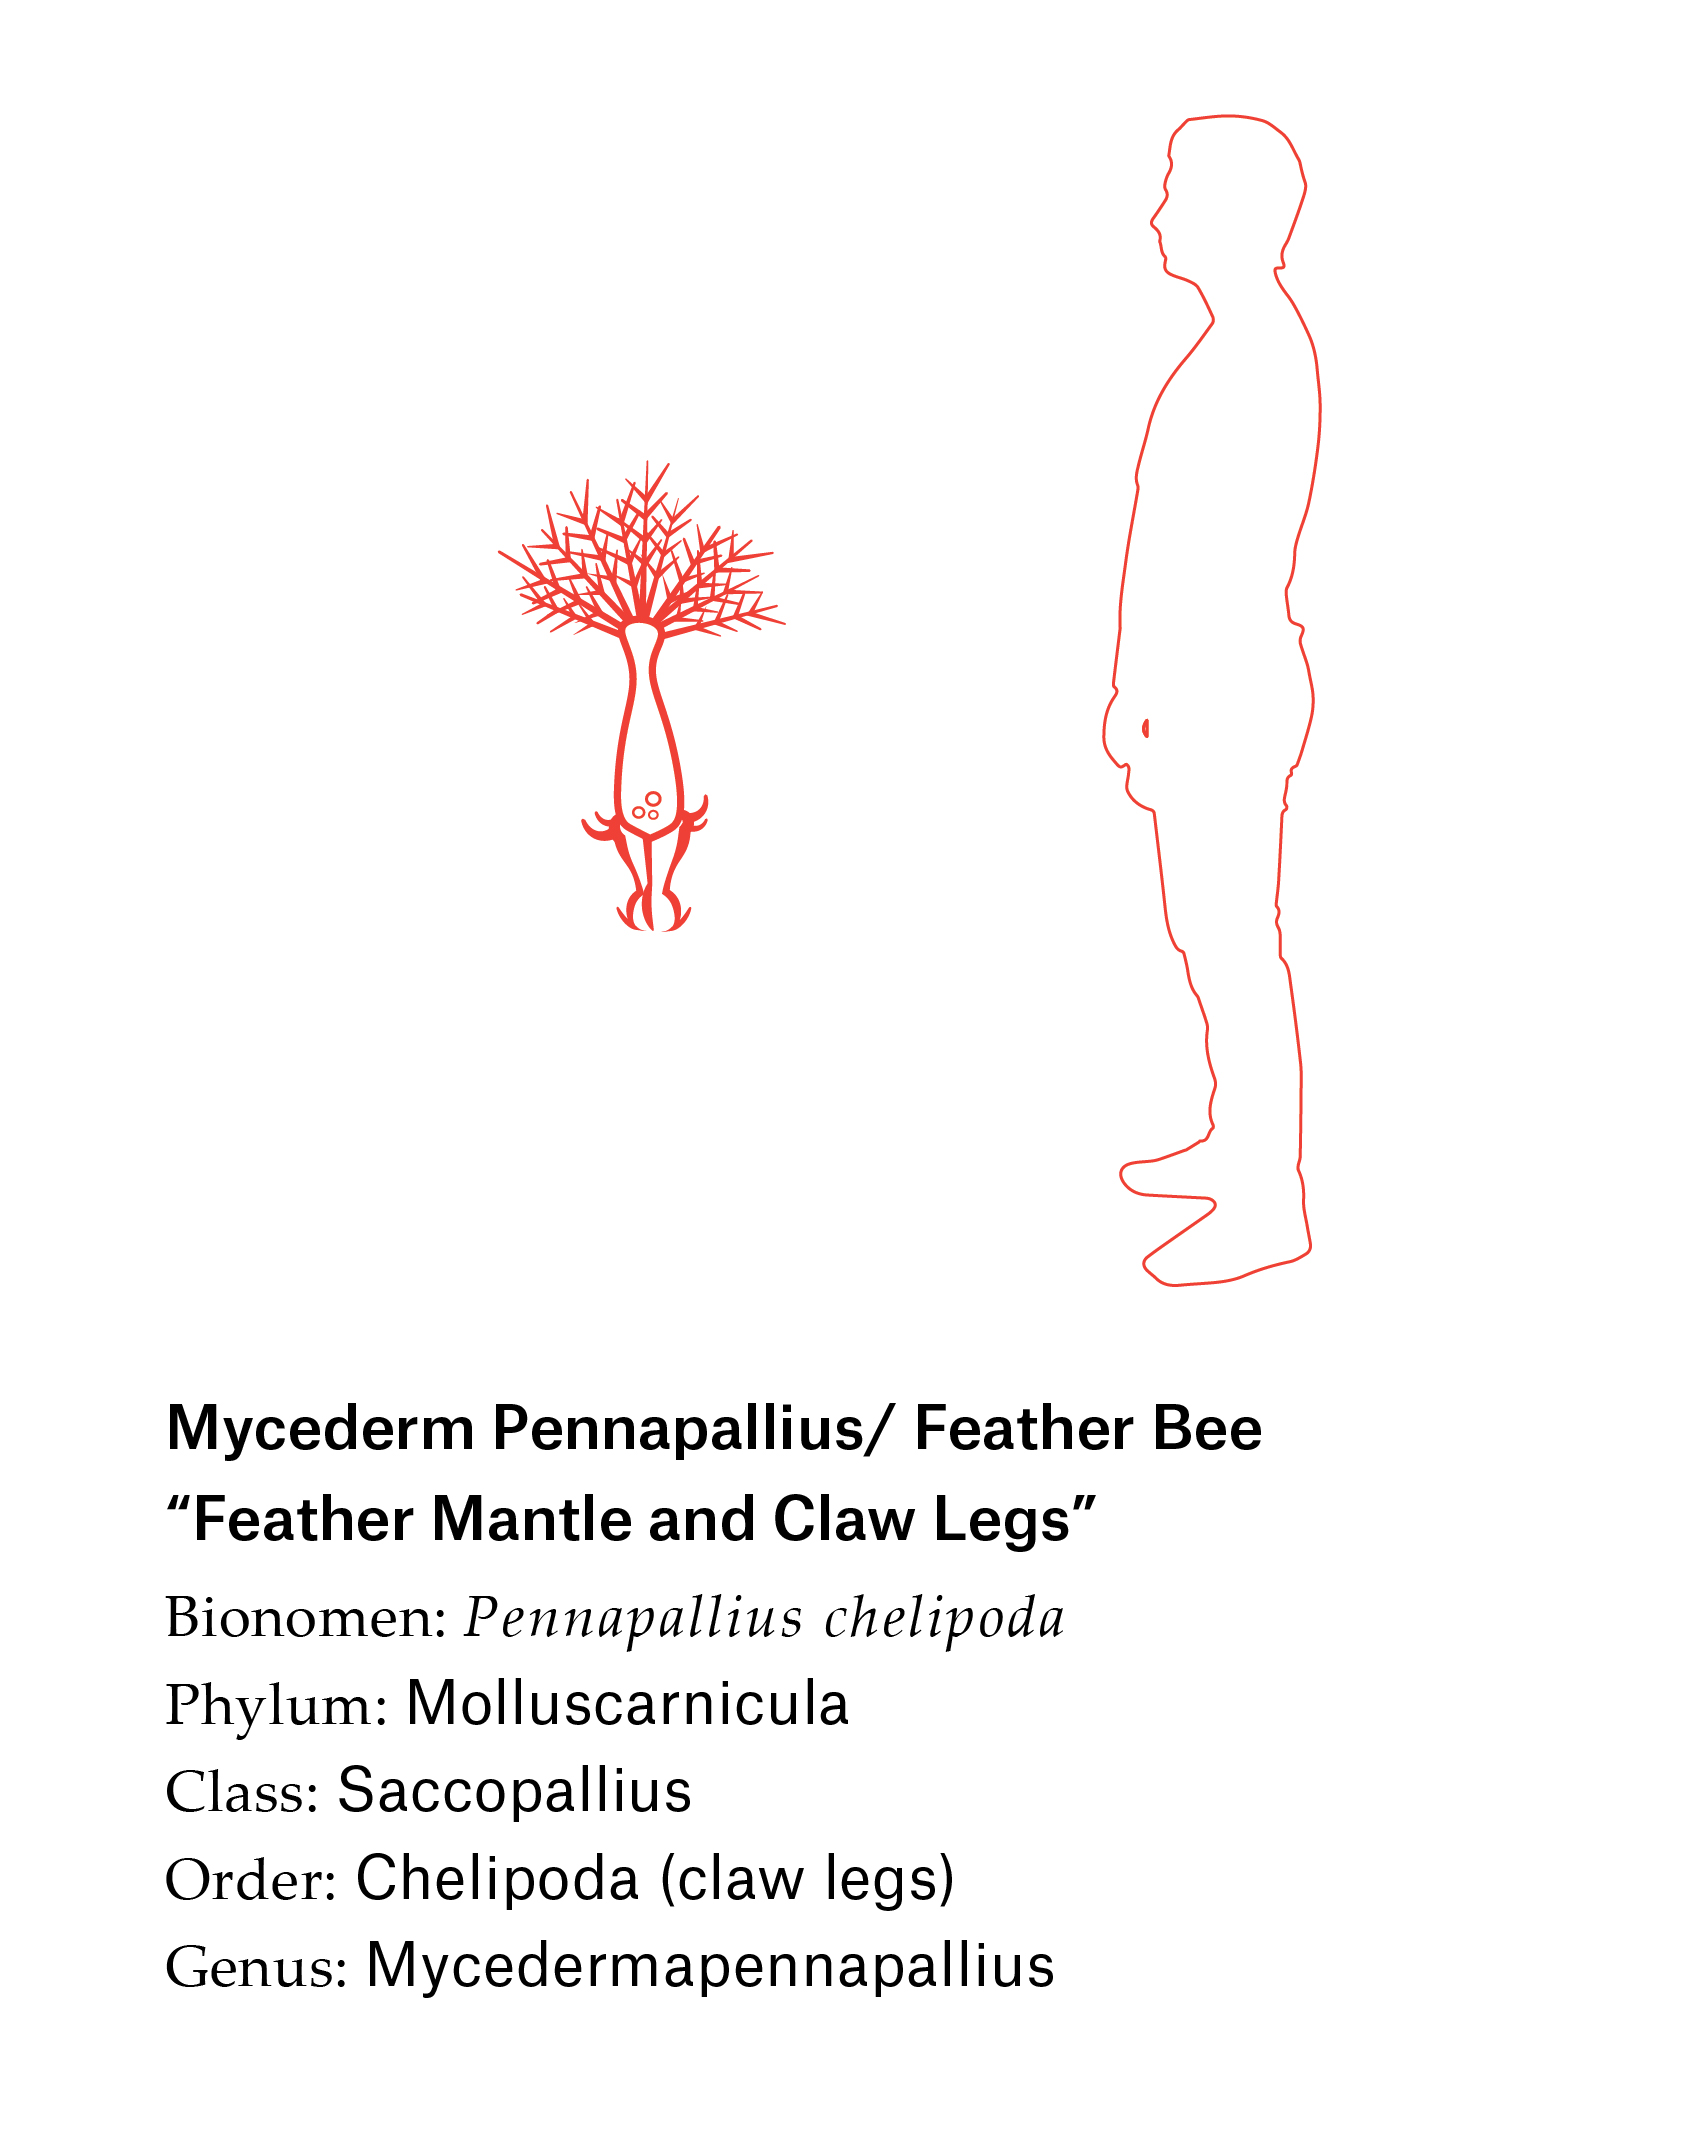 Mycederm Pennapallius/ Feather Bee
“Feather Mantle and Claw Legs”
Bionomen: Pennapallius chelipoda
Phylum: Molluscarnicula
Class: Saccopallius
Order: Chelipoda (claw legs)
Genus: Mycedermapennapallius